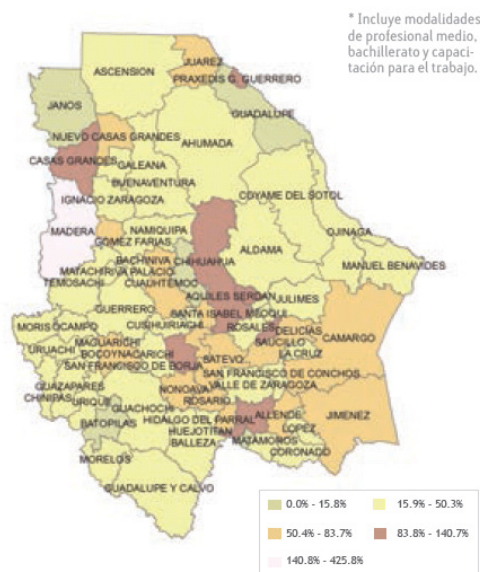 * Incluye modalidades
de profesional medio,
bachillerato y capaci-
tación para el trabajo.
JUAREZ
ASCENSION
PRAXEDIS G. GUERRERO
JANOS
GUADALUPE
NUEVO CASAS GRANDES
AHUMADA
CASAS GRANDES
GALEANA
BUENAVENTURA
COYAME DEL SOTOL
IGNACIO ZARAGOZA
OJINAGA
MADERA
NAMIQUIPA
GOMEZ FARIAS
ALDAMA
BACHINIVA
CHIHUAHUA
MANUEL BENAVIDES
MATACHI
RIVA PALACIO
TEMOSACHI
CUAUHTEMOC
AQUILES SERDAN
JULIMES
GUERRERO
SANTA ISABEL
MEOQUI
CUSIHUIRIACHI
MORIS
OCAMPO
ROSALES
DELICIAS
CAMARGO
MAGUARICHI
SAUCILLO
URUACHI
BOCOYNA
CARICHI
SATEVO
LA CRUZ
SAN FRANCISCO DE BORJA
SAN FRANCISCO DE CONCHOS
GUAZAPARES
NONOAVA
VALLE DE ZARAGOZA
CHINIPAS
URIQUE
ROSARIO
GUACHOCHI
ALLENDE
JIMENEZ
BATOPILAS
HIDALGO DEL PARRAL
LOPEZ
HUEJOTITAN
BALLEZA
MATAMOROS
CORONADO
MORELOS
GUADALUPE Y CALVO
0.0% - 15.8%
15.9% - 50.3%
50.4% - 83.7%
83.8% - 140.7%
140.8% - 425.8%